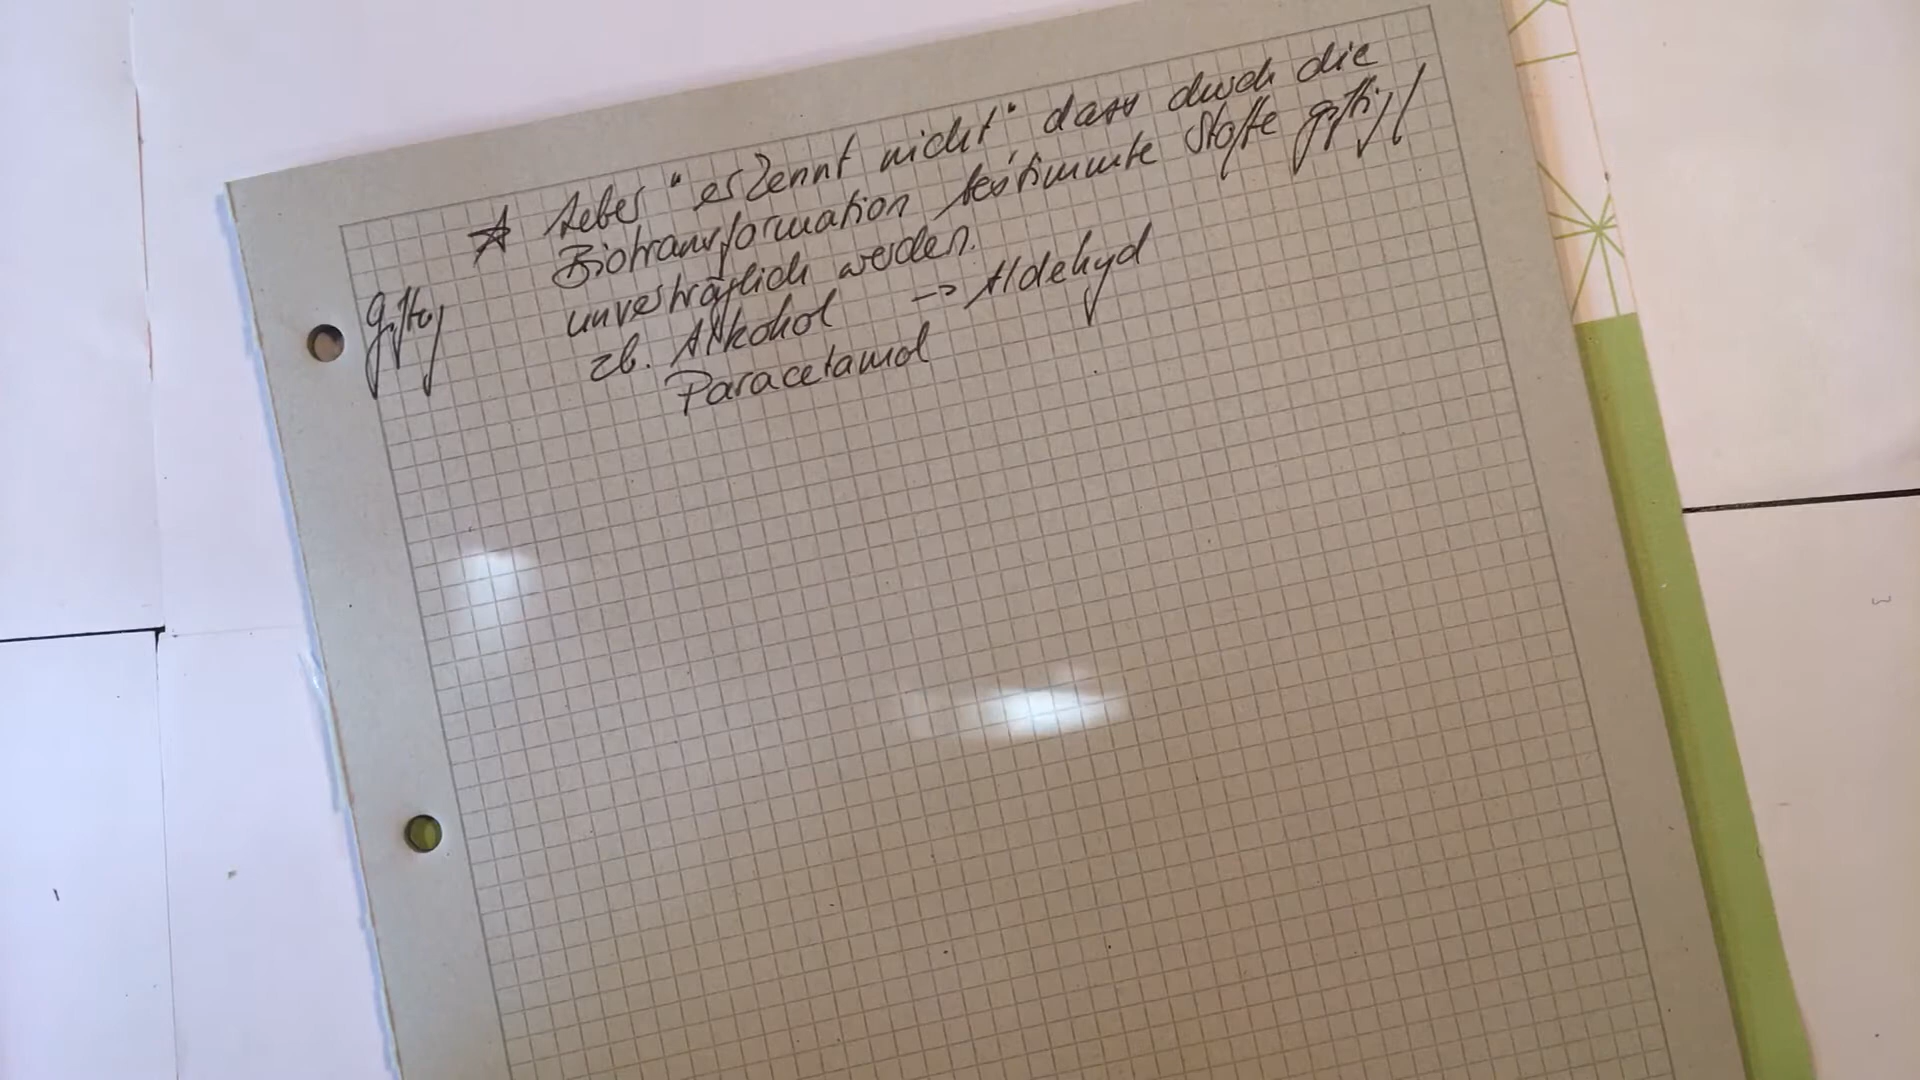 * Leber "erkennt nicht" dass durch die
Biotransformation bestimmte Stoffe giftig/
unverträglich werden.
giftig
zb. Alkohol -> Aldehyd
Paracetamol